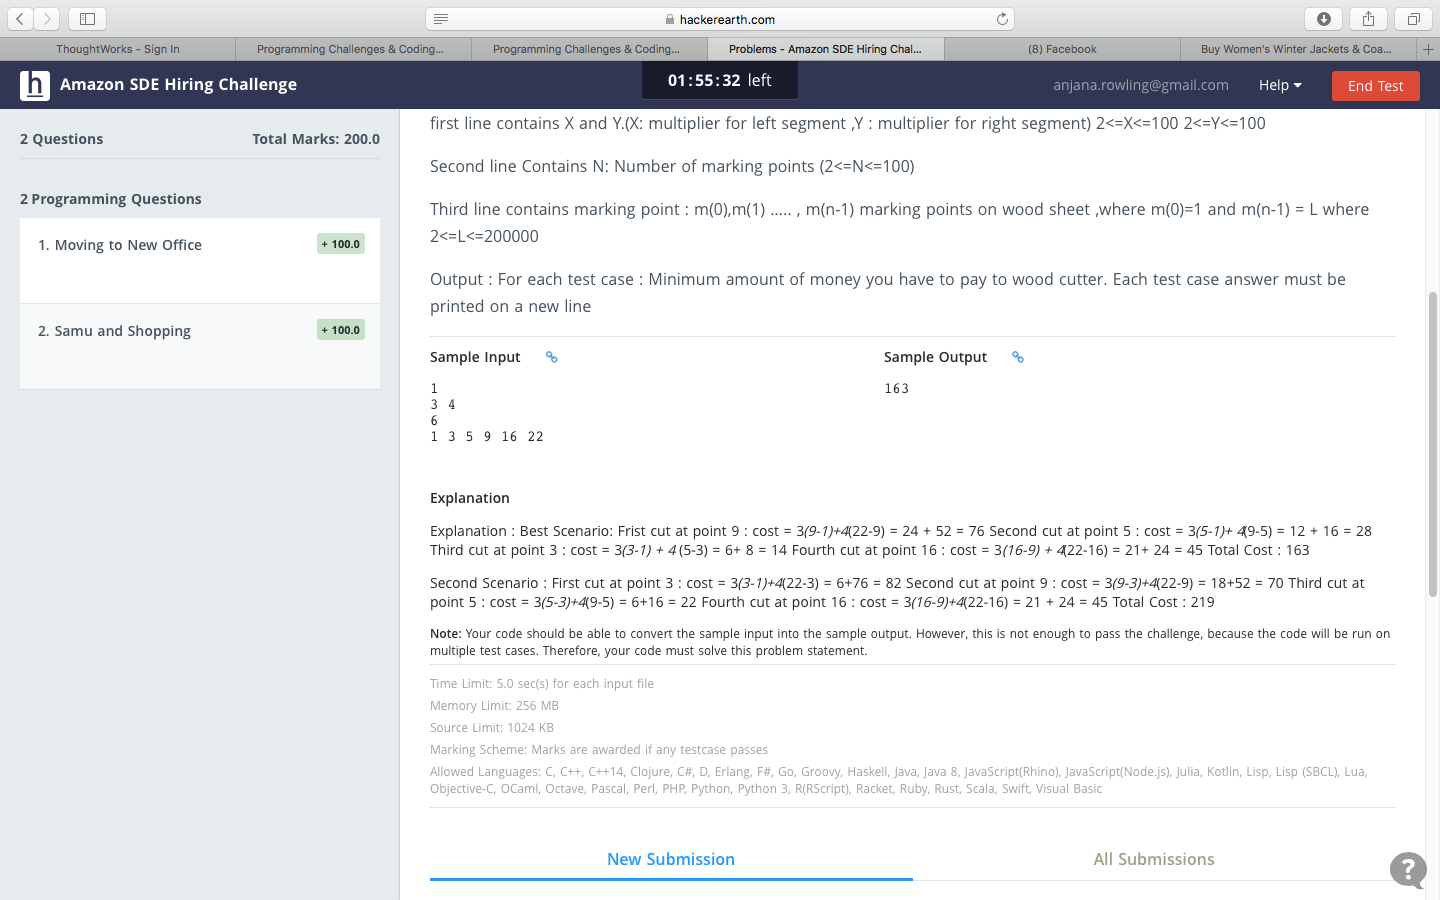 hackerearth.com
ThoughtWorks - Sign In
Programming Challenges & Coding...
Programming Challenges & Coding...
Problems - Amazon SDE Hiring Chal...
(8) Facebook
Buy Women's Winter Jackets & Coa...
h Amazon SDE Hiring Challenge
01:55:32 left
anjana.rowling@gmail.com
Help
End Test
2 Questions
Total Marks: 200.0
2 Programming Questions
1. Moving to New Office
+ 100.0
2. Samu and Shopping
+ 100.0
first line contains X and Y.(X: multiplier for left segment ,Y : multiplier for right segment) 2<=X<=100 2<=Y<=100
Second line Contains N: Number of marking points (2<=N<=100)
Third line contains marking point : m(0),m(1) ..... , m(n-1) marking points on wood sheet ,where m(0)=1 and m(n-1) = L where
2<=L<=200000
Output : For each test case : Minimum amount of money you have to pay to wood cutter. Each test case answer must be
printed on a new line
Sample Input
Sample Output
1
3 4
6
1 3 5 9 16 22
163
Explanation
Explanation : Best Scenario: Frist cut at point 9 : cost = 3(9-1)+4(22-9) = 24 + 52 = 76 Second cut at point 5 : cost = 3(5-1)+ 4(9-5) = 12 + 16 = 28
Third cut at point 3 : cost = 3(3-1) + 4 (5-3) = 6+ 8 = 14 Fourth cut at point 16 : cost = 3(16-9) + 4(22-16) = 21+ 24 = 45 Total Cost : 163
Second Scenario : First cut at point 3 : cost = 3(3-1)+4(22-3) = 6+76 = 82 Second cut at point 9 : cost = 3(9-3)+4(22-9) = 18+52 = 70 Third cut at
point 5 : cost = 3(5-3)+4(9-5) = 6+16 = 22 Fourth cut at point 16 : cost = 3(16-9)+4(22-16) = 21 + 24 = 45 Total Cost : 219
Note: Your code should be able to convert the sample input into the sample output. However, this is not enough to pass the challenge, because the code will be run on
multiple test cases. Therefore, your code must solve this problem statement.
Time Limit: 5.0 sec(s) for each input file
Memory Limit: 256 MB
Source Limit: 1024 KB
Marking Scheme: Marks are awarded if any testcase passes
Allowed Languages: C, C++, C++14, Clojure, C#, D, Erlang, F#, Go, Groovy, Haskell, Java, Java 8, JavaScript(Rhino), JavaScript(Node.js), Julia, Kotlin, Lisp, Lisp (SBCL), Lua,
Objective-C, OCaml, Octave, Pascal, Perl, PHP, Python, Python 3, R(RScript), Racket, Ruby, Rust, Scala, Swift, Visual Basic
New Submission
All Submissions
?